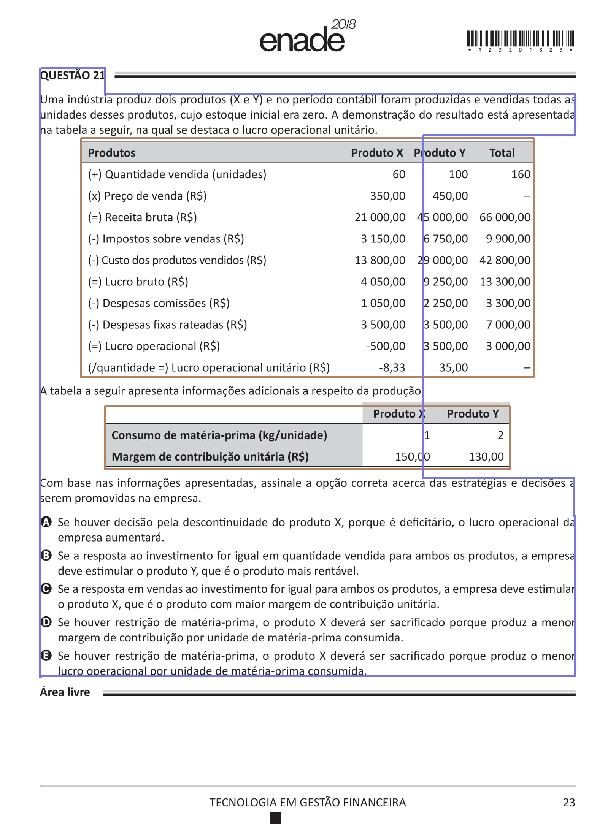 enade 2018
*R2320182 3*
QUESTÃO 21
Uma indústria produz dois produtos (X e Y) e no período contábil foram produzidas e vendidas todas as
unidades desses produtos, cujo estoque inicial era zero. A demonstração do resultado está apresentada
na tabela a seguir, na qual se destaca o lucro operacional unitário.
Produtos Produto X Produto Y Total
(+) Quantidade vendida (unidades) 60 100 160
(x) Preço de venda (R$) 350,00 450,00 –
(=) Receita bruta (R$) 21 000,00 45 000,00 66 000,00
(-) Impostos sobre vendas (R$) 3 150,00 6 750,00 9 900,00
(-) Custo dos produtos vendidos (R$) 13 800,00 29 000,00 42 800,00
(=) Lucro bruto (R$) 4 050,00 9 250,00 13 300,00
(-) Despesas comissões (R$) 1 050,00 2 250,00 3 300,00
(-) Despesas fixas rateadas (R$) 3 500,00 3 500,00 7 000,00
(=) Lucro operacional (R$) -500,00 3 500,00 3 000,00
(/quantidade =) Lucro operacional unitário (R$) -8,33 35,00 –
A tabela a seguir apresenta informações adicionais a respeito da produção
Produto X Produto Y
Consumo de matéria-prima (kg/unidade) 1 2
Margem de contribuição unitária (R$) 150,00 130,00
Com base nas informações apresentadas, assinale a opção correta acerca das estratégias e decisões a
serem promovidas na empresa.
A Se houver decisão pela descontinuidade do produto X, porque é deficitário, o lucro operacional da
empresa aumentará.
B Se a resposta ao investimento for igual em quantidade vendida para ambos os produtos, a empresa
deve estimular o produto Y, que é o produto mais rentável.
C Se a resposta em vendas ao investimento for igual para ambos os produtos, a empresa deve estimular
o produto X, que é o produto com maior margem de contribuição unitária.
D Se houver restrição de matéria-prima, o produto X deverá ser sacrificado porque produz a menor
margem de contribuição por unidade de matéria-prima consumida.
E Se houver restrição de matéria-prima, o produto X deverá ser sacrificado porque produz o menor
lucro operacional por unidade de matéria-prima consumida.
Área livre
TECNOLOGIA EM GESTÃO FINANCEIRA 23